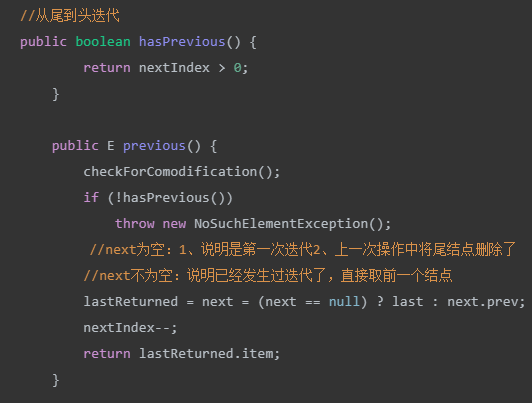 //从尾到头迭代
public boolean hasPrevious() {
return nextIndex > 0;
}
public E previous() {
checkForComodification();
if (!hasPrevious())
throw new NoSuchElementException();
//next为空：1、说明是第一次迭代2、上一次操作中将尾结点删除了
//next不为空：说明已经发生过迭代了，直接取前一个结点
lastReturned = next = (next == null) ? last : next.prev;
nextIndex--;
return lastReturned.item;
}